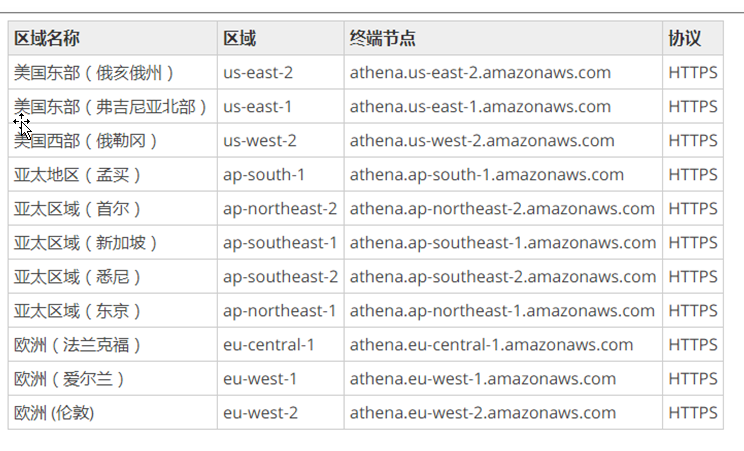 区域名称 区域 终端节点 协议
美国东部（俄亥俄州） us-east-2 athena.us-east-2.amazonaws.com HTTPS
美国东部（弗吉尼亚北部） us-east-1 athena.us-east-1.amazonaws.com HTTPS
美国西部（俄勒冈） us-west-2 athena.us-west-2.amazonaws.com HTTPS
亚太地区（孟买） ap-south-1 athena.ap-south-1.amazonaws.com HTTPS
亚太区域（首尔） ap-northeast-2 athena.ap-northeast-2.amazonaws.com HTTPS
亚太区域（新加坡） ap-southeast-1 athena.ap-southeast-1.amazonaws.com HTTPS
亚太区域（悉尼） ap-southeast-2 athena.ap-southeast-2.amazonaws.com HTTPS
亚太区域（东京） ap-northeast-1 athena.ap-northeast-1.amazonaws.com HTTPS
欧洲（法兰克福） eu-central-1 athena.eu-central-1.amazonaws.com HTTPS
欧洲（爱尔兰） eu-west-1 athena.eu-west-1.amazonaws.com HTTPS
欧洲 (伦敦) eu-west-2 athena.eu-west-2.amazonaws.com HTTPS